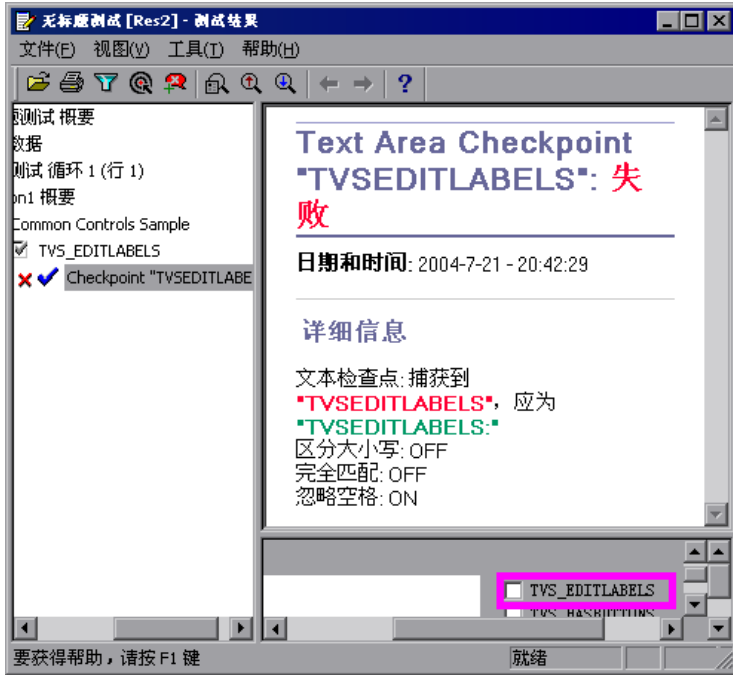 无标题测试 [Res2] - 测试结果
文件(F) 视图(V) 工具(T) 帮助(H)
?
测试 概要
数据
测试 循环 1 (行 1)
on1 概要
Common Controls Sample
TVS_EDITLABELS
Checkpoint "TVSEDITLABE
Text Area Checkpoint
"TVSEDITLABELS": 失
败
日期和时间: 2004-7-21 - 20:42:29
详细信息
文本检查点: 捕获到
"TVSEDITLABELS"，应为
"TVSEDITLABELS:"
区分大小写: OFF
完全匹配: OFF
忽略空格: ON
TVS_EDITLABELS
TVS_HASBUTTONS
要获得帮助，请按 F1 键
就绪